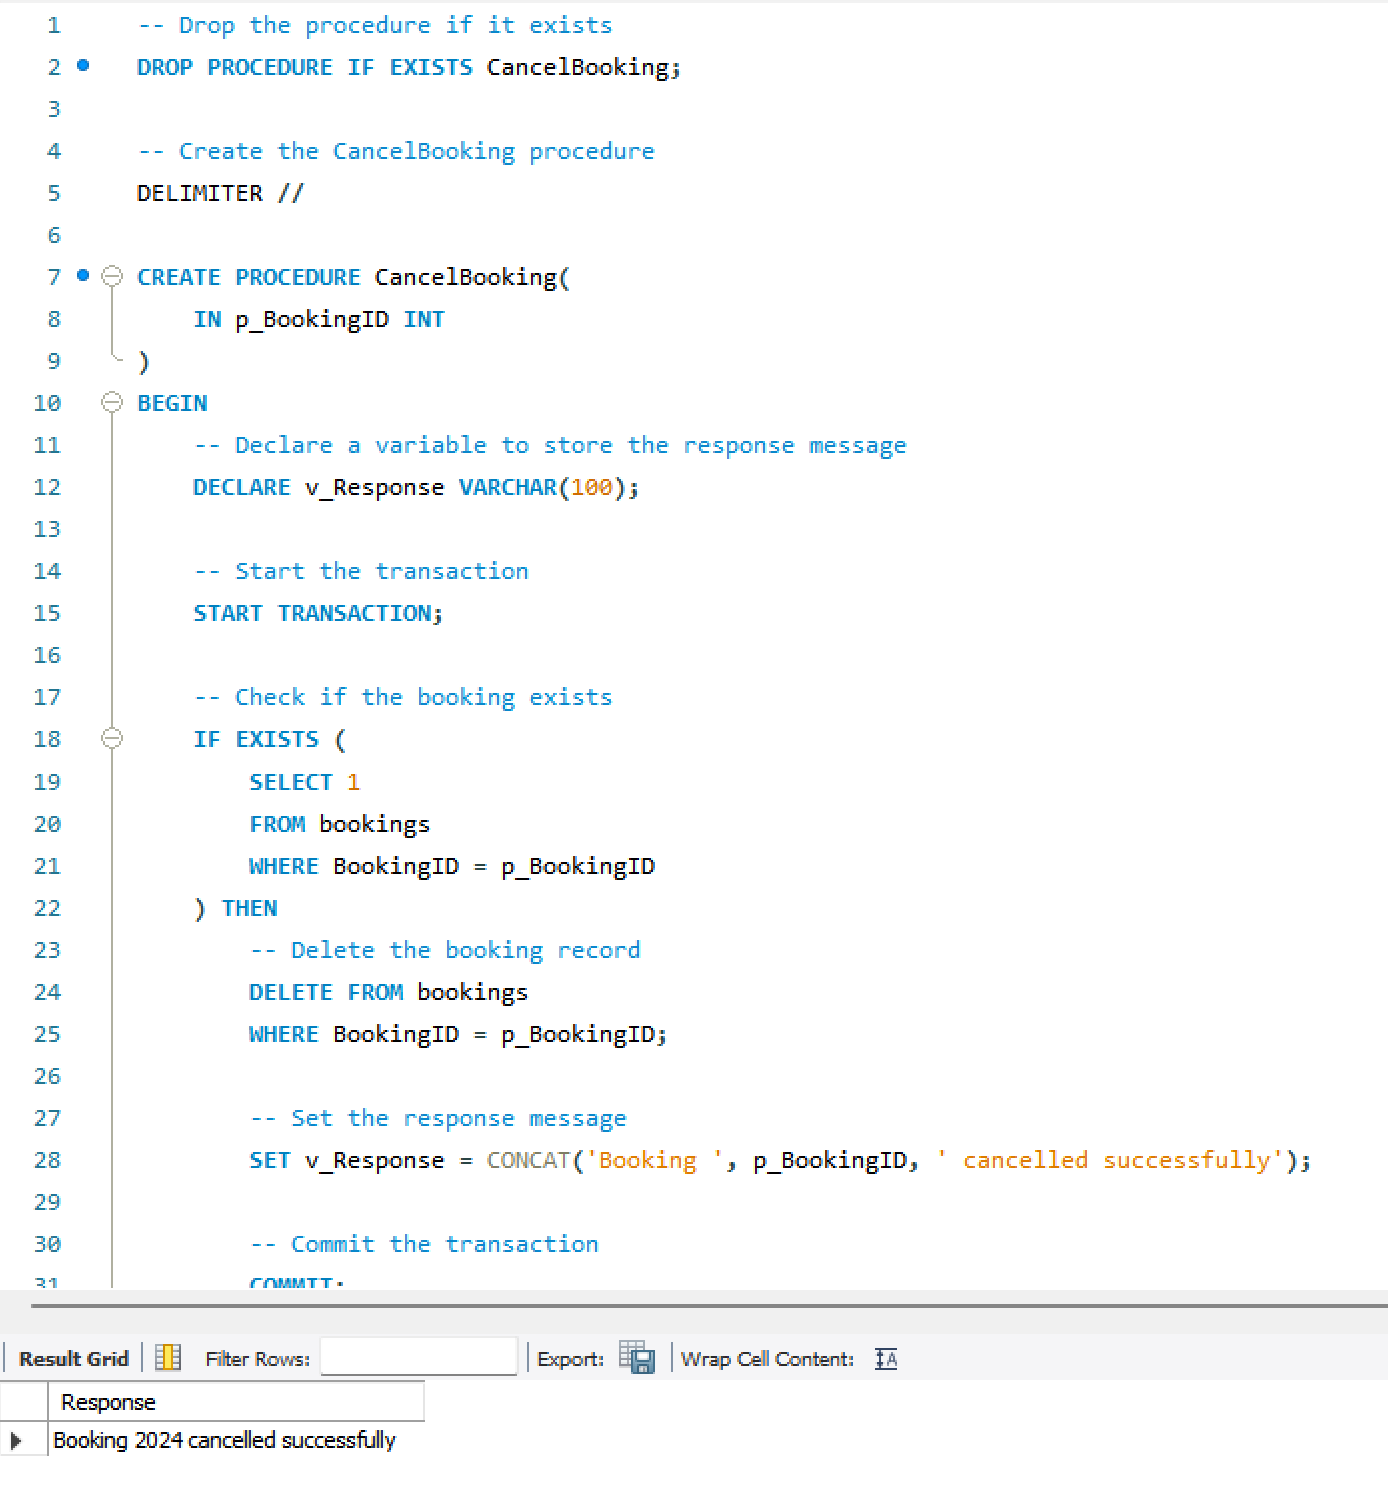 1 -- Drop the procedure if it exists
2 DROP PROCEDURE IF EXISTS CancelBooking;
3
4 -- Create the CancelBooking procedure
5 DELIMITER //
6
7 CREATE PROCEDURE CancelBooking(
8 IN p_BookingID INT
9 )
10 BEGIN
11 -- Declare a variable to store the response message
12 DECLARE v_Response VARCHAR(100);
13
14 -- Start the transaction
15 START TRANSACTION;
16
17 -- Check if the booking exists
18 IF EXISTS (
19 SELECT 1
20 FROM bookings
21 WHERE BookingID = p_BookingID
22 ) THEN
23 -- Delete the booking record
24 DELETE FROM bookings
25 WHERE BookingID = p_BookingID;
26
27 -- Set the response message
28 SET v_Response = CONCAT('Booking ', p_BookingID, ' cancelled successfully');
29
30 -- Commit the transaction
31 COMMIT;
Result Grid Filter Rows: Export: Wrap Cell Content: IA
Response
Booking 2024 cancelled successfully